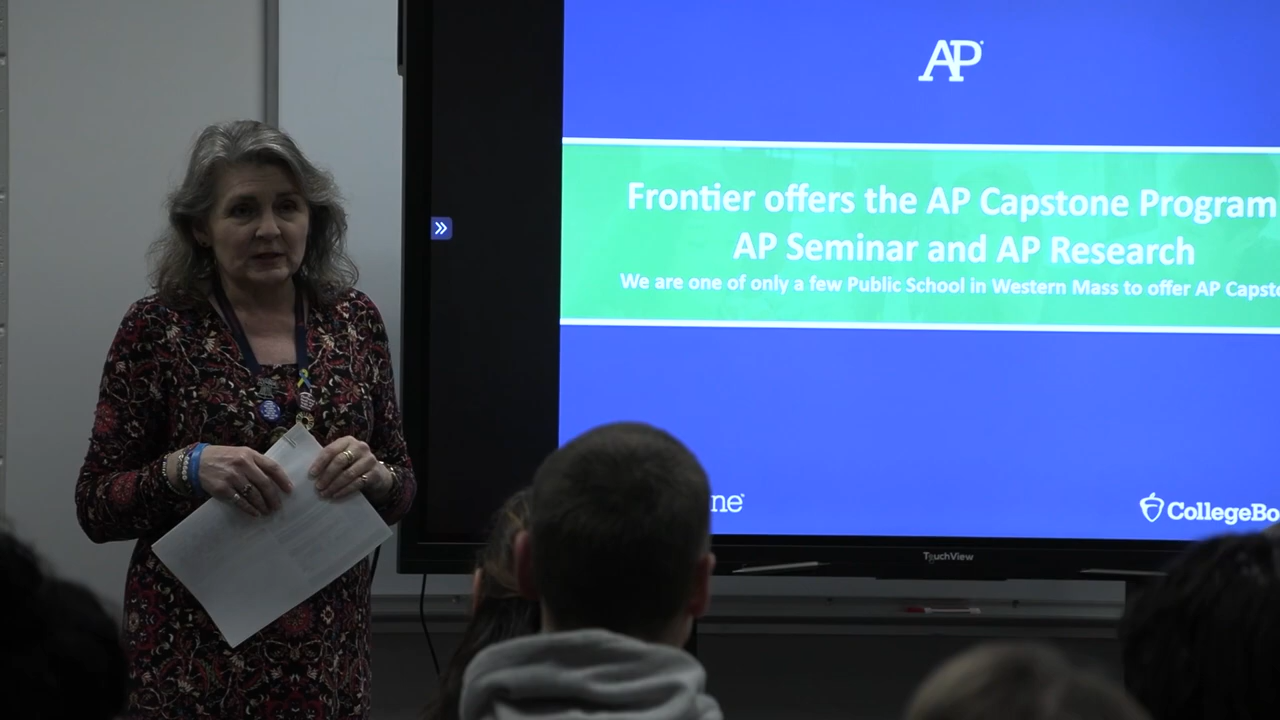 AP
Frontier offers the AP Capstone Program
AP Seminar and AP Research
We are one of only a few Public School in Western Mass to offer AP Capsto
ne
CollegeBo
TouchView